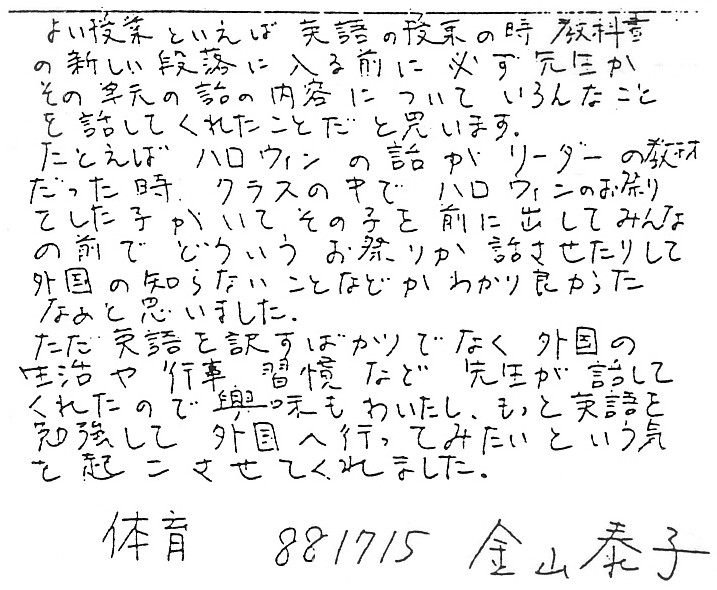 よい授業といえば 英語の授業の時 教科書
の新しい段落に入る前に 必ず先生が
その単元の話の内容について いろんなこと
を話してくれたことだと思います.
たとえば ハロウィンの話が リーダーの教材
だった時 クラスの中で ハロウィンのお祭り
てした子がいて その子を前に出してみんな
の前で どういうお祭りか 話させたりして
外国の知らないことなどがわかり良かった
なぁと思いました.
ただ英語を訳すばかりでなく 外国の
生活や 行事 習慣など 先生が話して
くれたので興味もわいたし、もっと英語を
勉強して 外国へ行ってみたいという気
を起こさせてくれました.
体育 881715 金山泰子